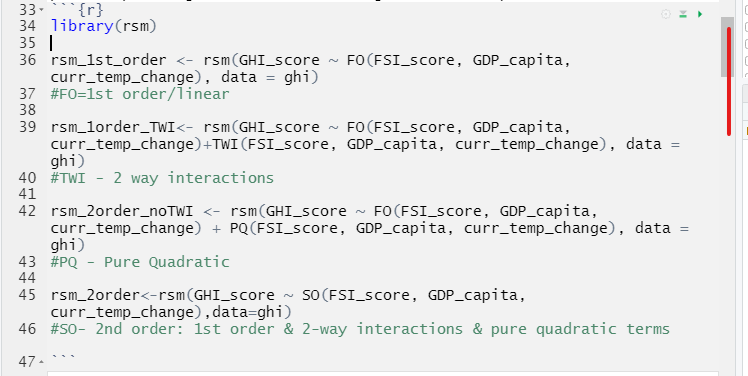 33 ```{r}
34 library(rsm)
35
36 rsm_1st_order <- rsm(GHI_score ~ FO(FSI_score, GDP_capita,
curr_temp_change), data = ghi)
37 #FO=1st order/linear
38
39 rsm_1order_TWI<- rsm(GHI_score ~ FO(FSI_score, GDP_capita,
curr_temp_change)+TWI(FSI_score, GDP_capita, curr_temp_change), data =
ghi)
40 #TWI - 2 way interactions
41
42 rsm_2order_noTWI <- rsm(GHI_score ~ FO(FSI_score, GDP_capita,
curr_temp_change) + PQ(FSI_score, GDP_capita, curr_temp_change), data =
ghi)
43 #PQ - Pure Quadratic
44
45 rsm_2order<-rsm(GHI_score ~ SO(FSI_score, GDP_capita,
curr_temp_change),data=ghi)
46 #SO- 2nd order: 1st order & 2-way interactions & pure quadratic terms
47 ```